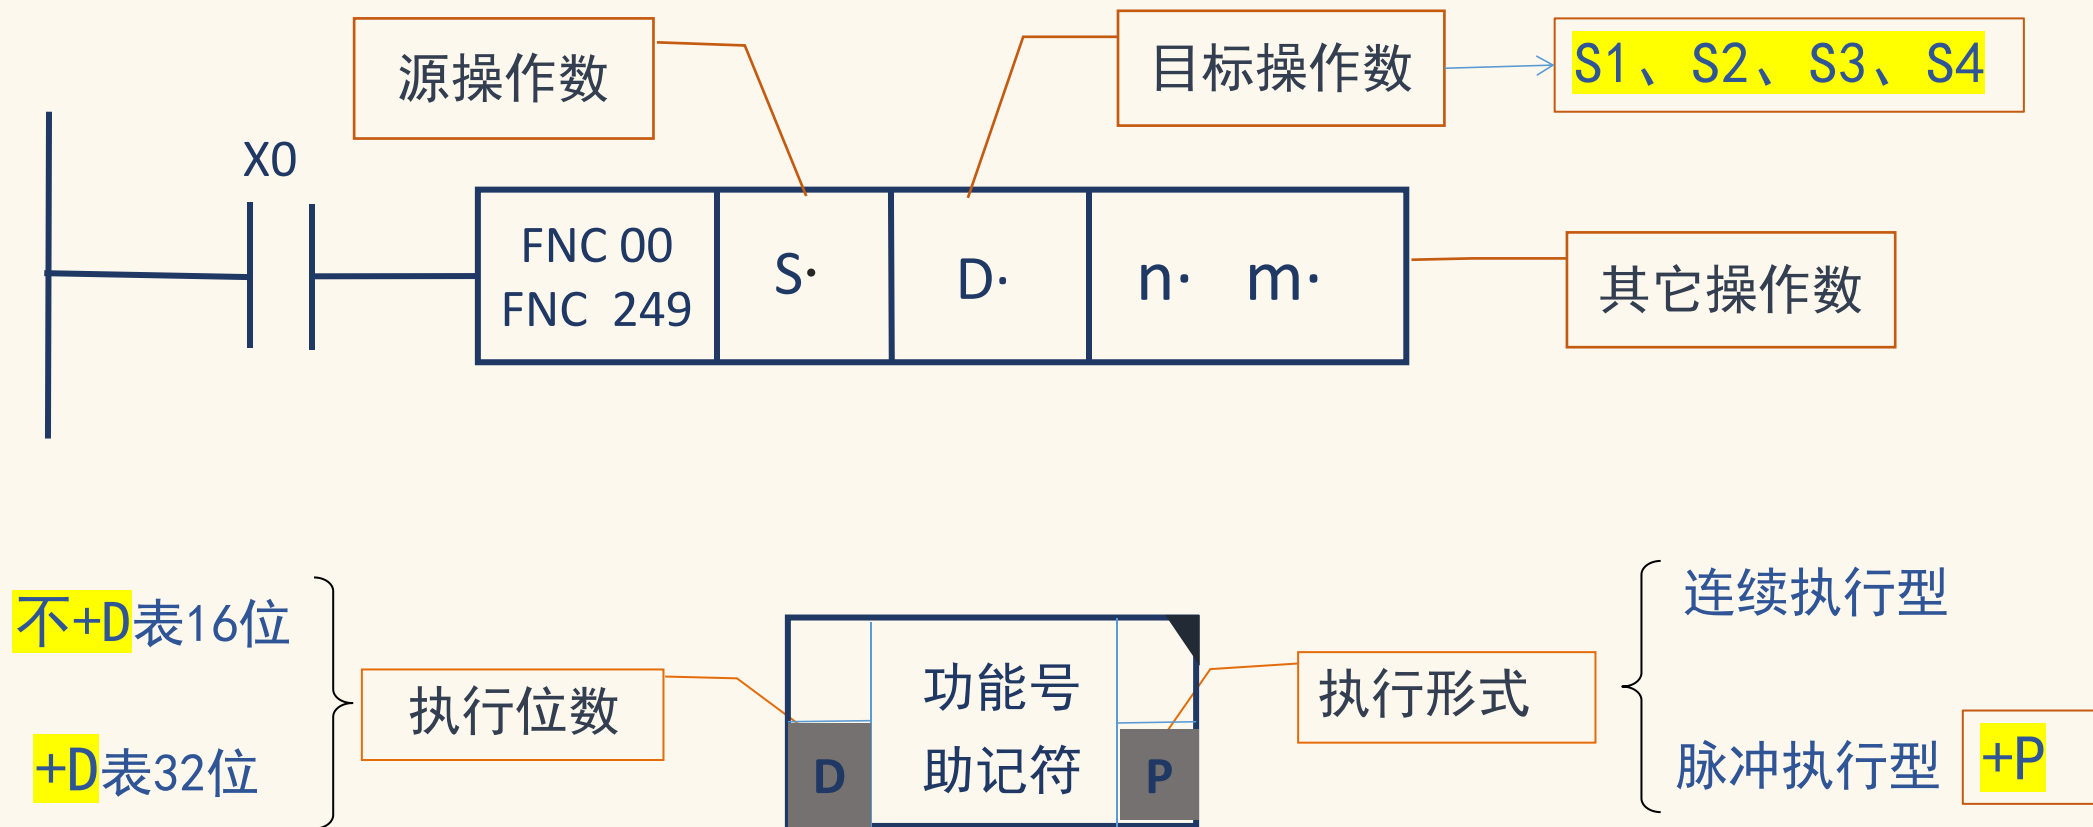 源操作数
目标操作数
S1、S2、S3、S4
X0
FNC 00
FNC 249
S·
D·
n· m·
其它操作数
不+D表16位
+D表32位
执行位数
功能号
助记符
D
P
执行形式
连续执行型
脉冲执行型
+P